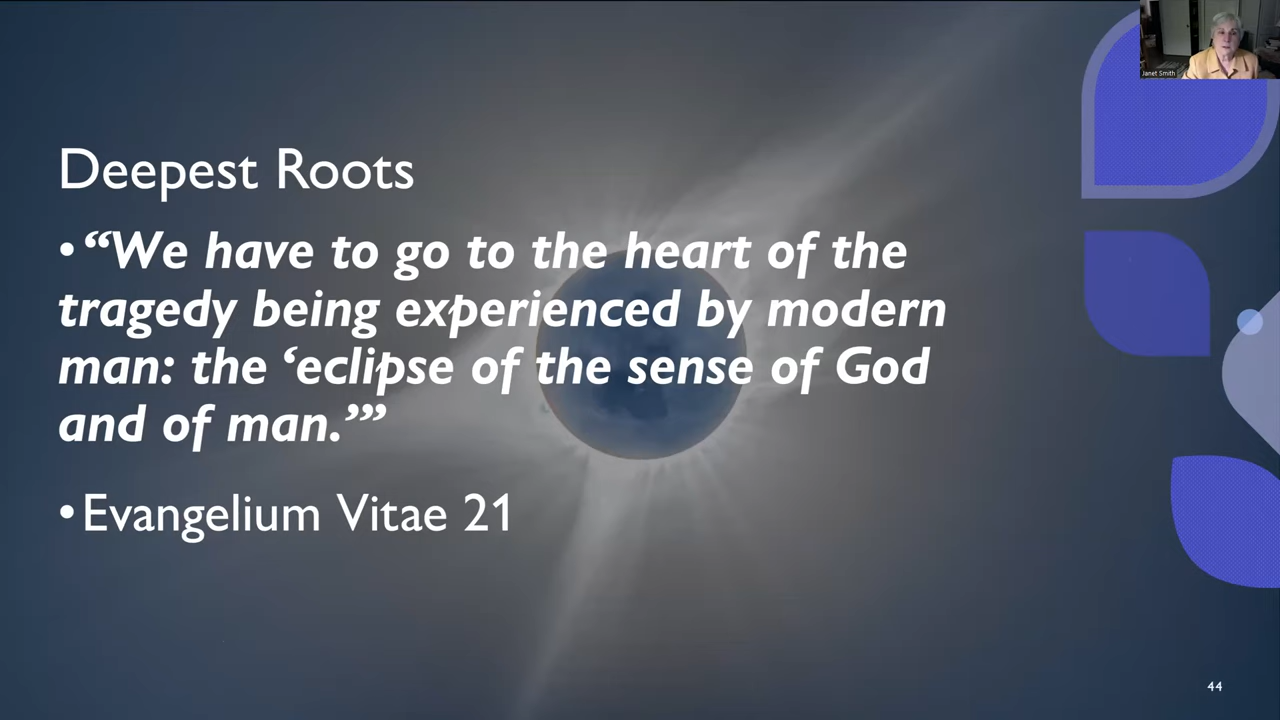 Janet Smith
Deepest Roots
•“We have to go to the heart of the
tragedy being experienced by modern
man: the ‘eclipse of the sense of God
and of man.’”
•Evangelium Vitae 21
44